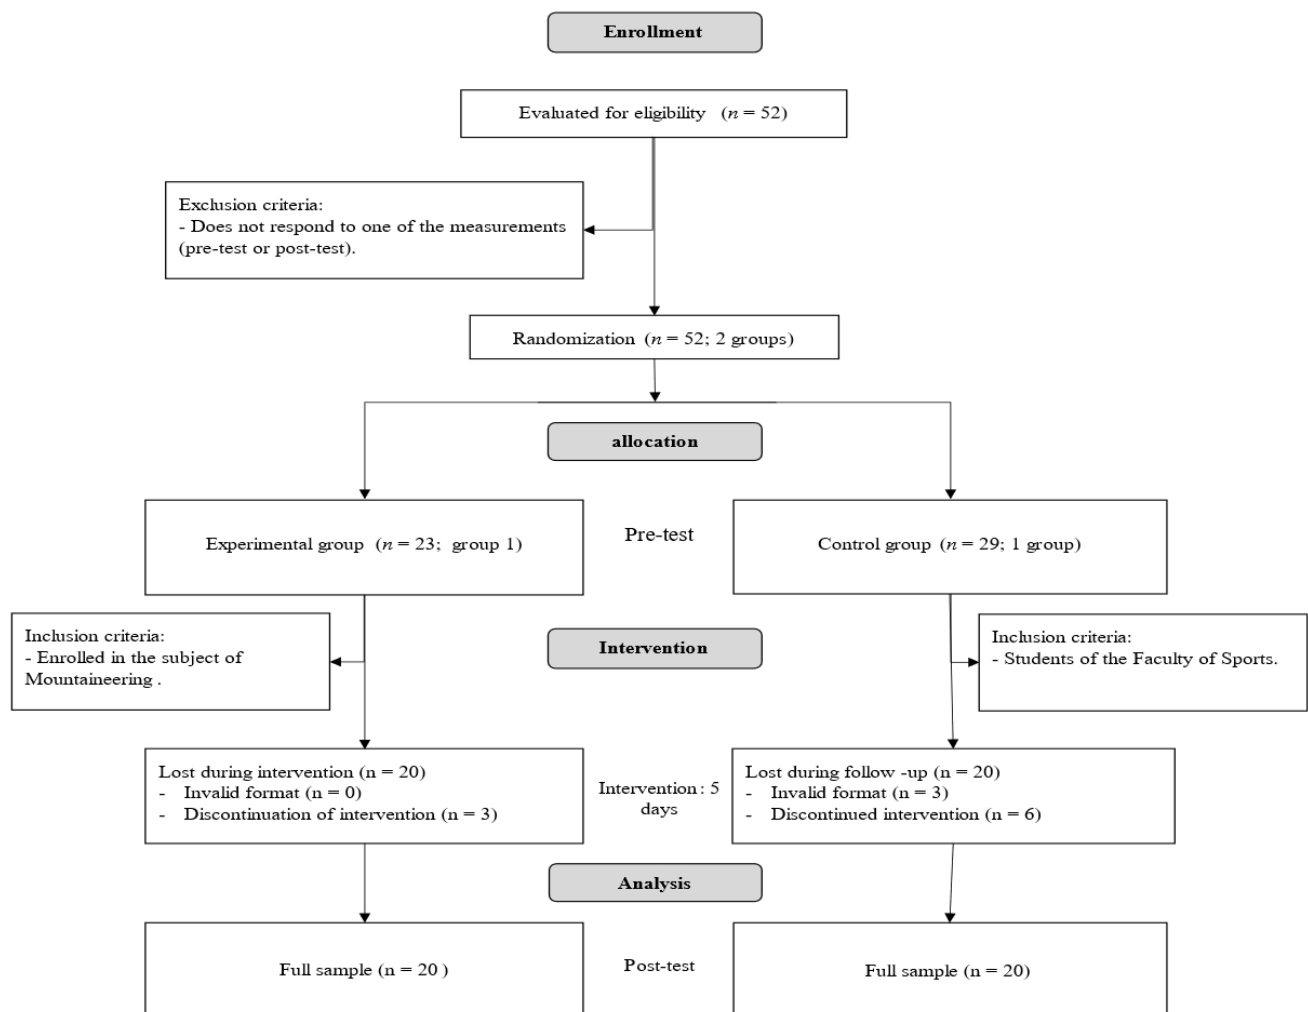 Enrollment
Evaluated for eligibility (n = 52)
Exclusion criteria:
- Does not respond to one of the measurements
(pre-test or post-test).
Randomization (n = 52; 2 groups)
allocation
Experimental group (n = 23; group 1)
Pre-test
Control group (n = 29; 1 group)
Inclusion criteria:
- Enrolled in the subject of
Mountaineering .
Intervention
Inclusion criteria:
- Students of the Faculty of Sports.
Lost during intervention (n = 20)
- Invalid format (n = 0)
- Discontinuation of intervention (n = 3)
Intervention : 5
days
Lost during follow -up (n = 20)
- Invalid format (n = 3)
- Discontinued intervention (n = 6)
Analysis
Full sample (n = 20 )
Post-test
Full sample (n = 20)